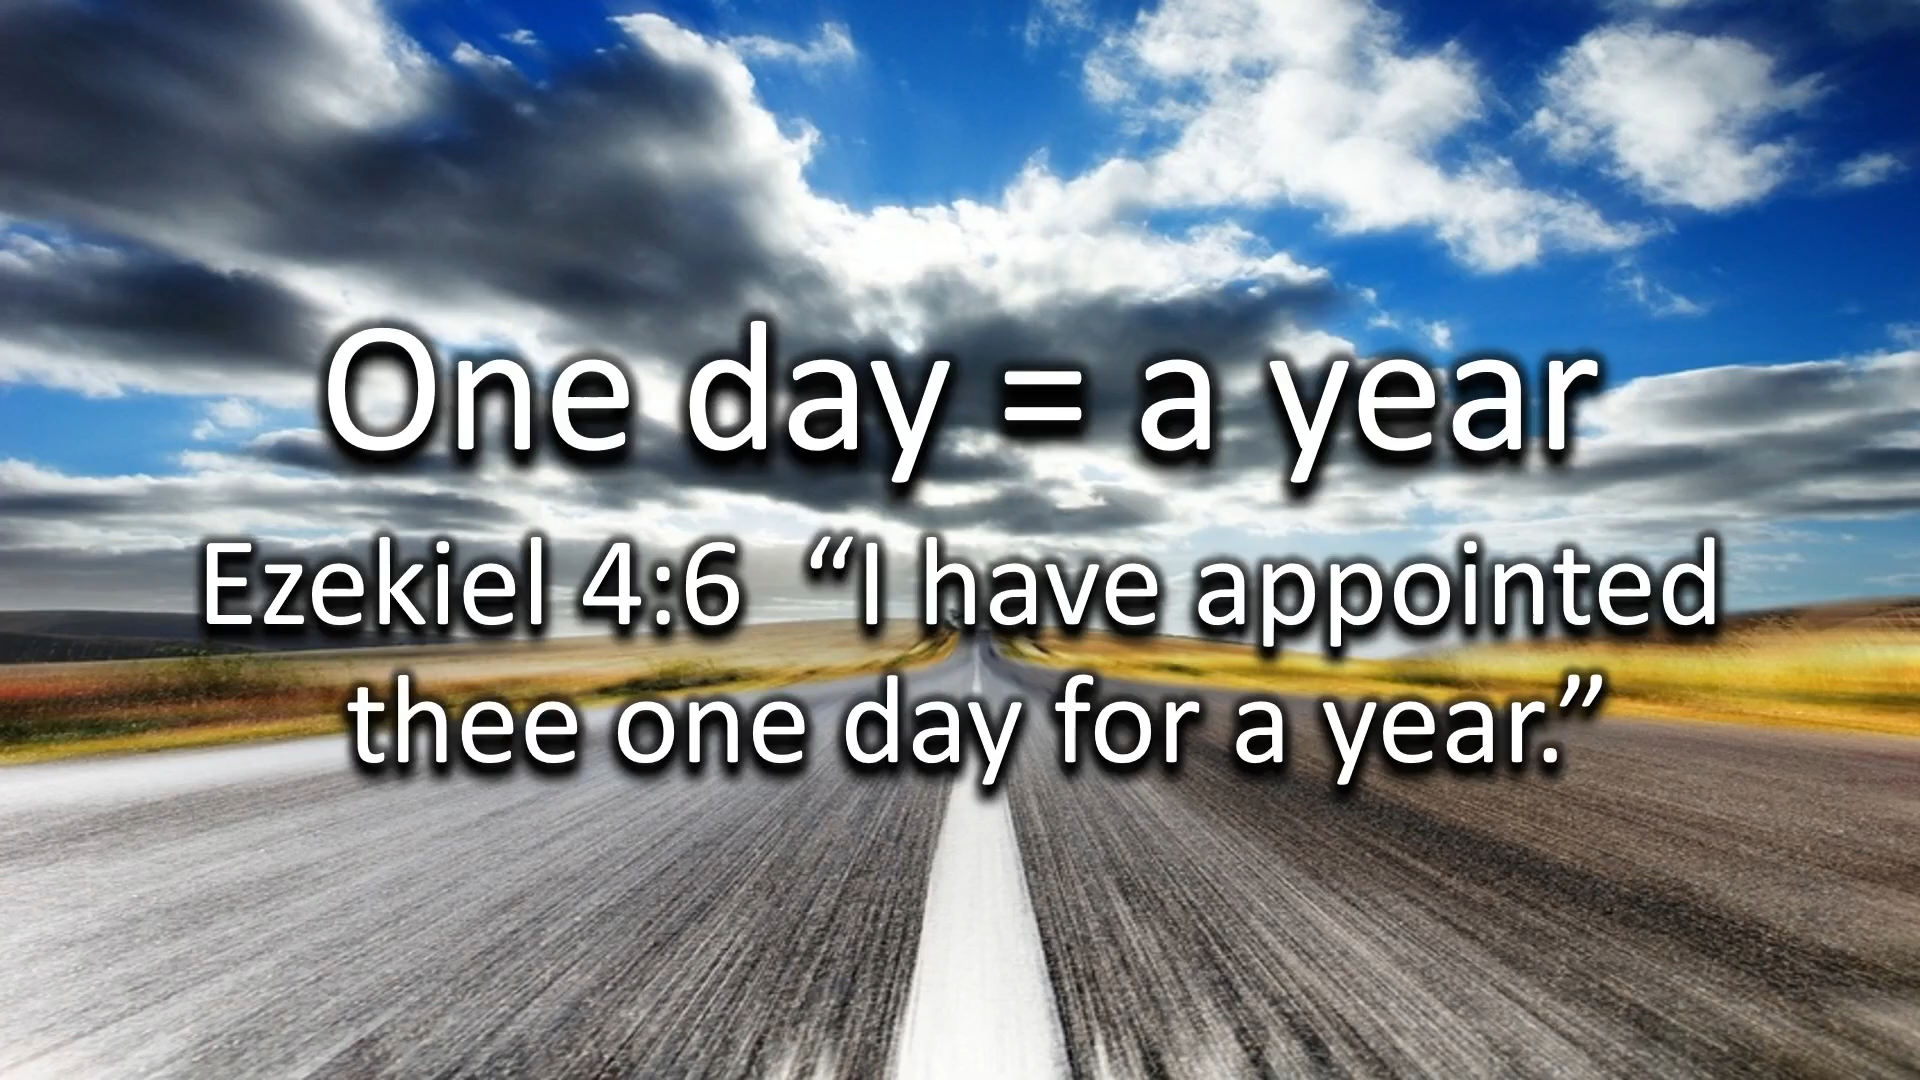 One day = a year
Ezekiel 4:6  “I have appointed
thee one day for a year.”